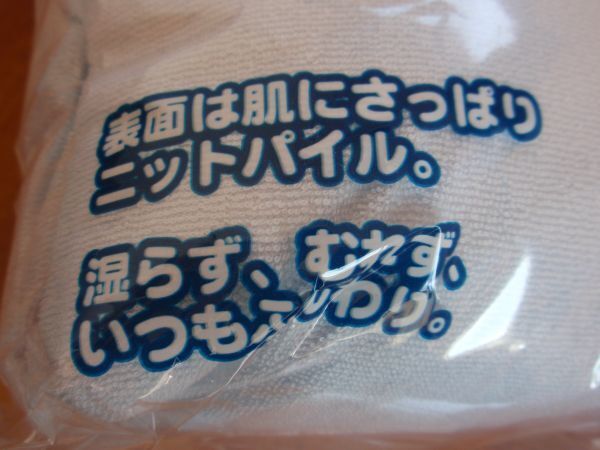 表面は肌にさっぱり
ニットパイル。
湿らず、むれず、
いつもふんわり。